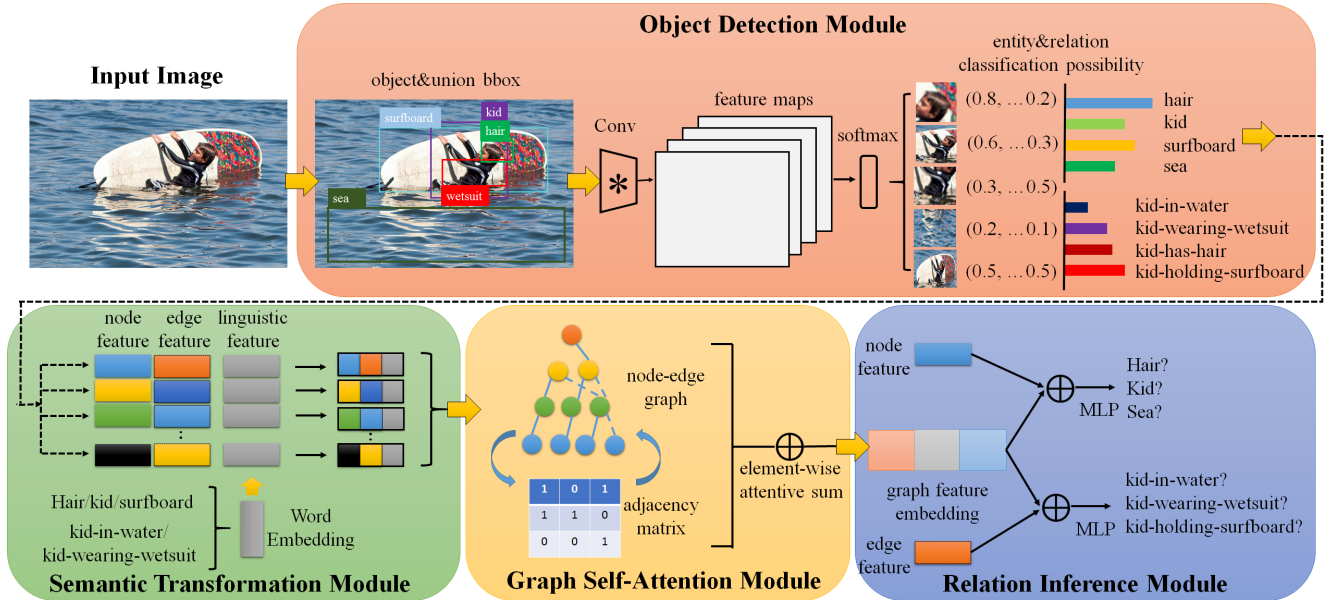 Object Detection Module
Input Image
object&union bbox
surfboard
kid
hair
wetsuit
sea
Conv
*
feature maps
softmax
entity&relation
classification possibility
(0.8, …0.2)
(0.6, …0.3)
(0.3, …0.5)
(0.2, …0.1)
(0.5, …0.5)
hair
kid
surfboard
sea
kid-in-water
kid-wearing-wetsuit
kid-has-hair
kid-holding-surfboard
node
feature
edge
feature
linguistic
feature
Hair/kid/surfboard
kid-in-water/
kid-wearing-wetsuit
Word
Embedding
Semantic Transformation Module
node-edge
graph
1 0 1
1 1 0
0 0 1
adjacency
matrix
element-wise
attentive sum
Graph Self-Attention Module
node
feature
MLP
Hair?
Kid?
Sea?
graph feature
embedding
edge
feature
MLP
kid-in-water?
kid-wearing-wetsuit?
kid-holding-surfboard?
Relation Inference Module